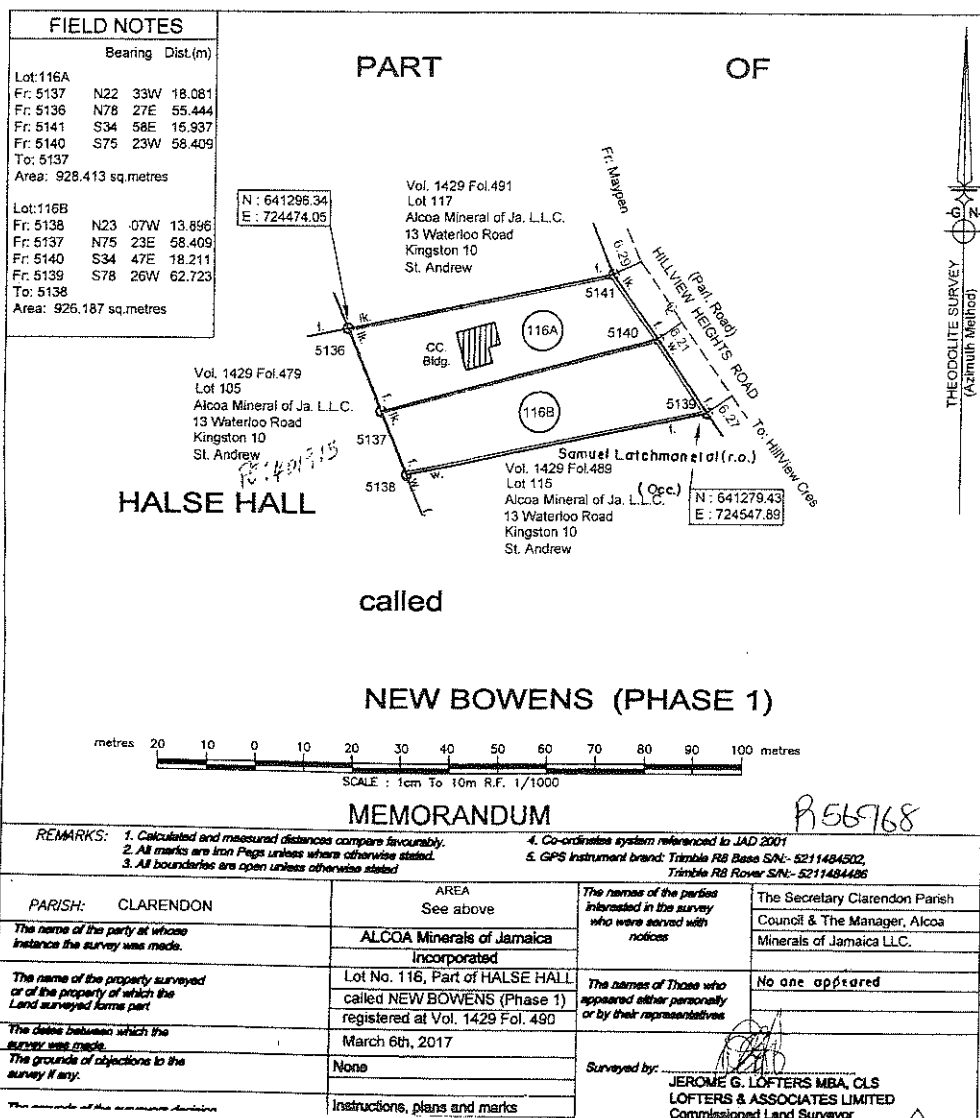 FIELD NOTES
Bearing Dist.(m)
Lot:116A
Fr: 5137 N22 33W 18.081
Fr: 5136 N78 27E 55.444
Fr: 5141 S34 58E 15.937
Fr: 5140 S75 23W 58.409
To: 5137
Area: 928.413 sq.metres
Lot:116B
Fr: 5138 N23 07W 13.896
Fr: 5137 N75 23E 58.409
Fr: 5140 S34 47E 18.211
Fr: 5139 S78 26W 62.723
To: 5138
Area: 926.187 sq.metres
PART OF
N : 641296.34
E : 724474.05
Vol. 1429 Fol.491
Lot 117
Alcoa Mineral of Ja. L.L.C.
13 Waterloo Road
Kingston 10
St. Andrew
Fr: Maypen
HILLVIEW HEIGHTS ROAD
(Parl. Road)
To: HillView Cres
6.29
6.21
6.27
G N
THEODOLITE SURVEY
(Azimuth Method)
f. lk. f. lk.
5141
5136
lk.
116A
5140
f.
w.
CC.
Bldg.
f.
lk.
5137
116B
5139
f.
f.
f.
w.
5138
w.
f.
Vol. 1429 Fol.479
Lot 105
Alcoa Mineral of Ja. L.L.C.
13 Waterloo Road
Kingston 10
St. Andrew
Samuel Latchman et al (r.o.)
(Occ.)
Vol. 1429 Fol.489
Lot 115
Alcoa Mineral of Ja. L.L.C.
13 Waterloo Road
Kingston 10
St. Andrew
N : 641279.43
E : 724547.89
HALSE HALL
called
NEW BOWENS (PHASE 1)
metres 20 10 0 10 20 30 40 50 60 70 80 90 100 metres
SCALE : 1cm To 10m R.F. 1/1000
MEMORANDUM
R56768
REMARKS: 1. Calculated and measured distances compare favourably.
2. All marks are Iron Pegs unless where otherwise stated.
3. All boundaries are open unless otherwise stated
4. Co-ordinates system referenced to JAD 2001
5. GPS Instrument brand: Trimble R8 Base S/N:- 5211484502,
Trimble R8 Rover S/N:- 5211484486
PARISH: CLARENDON
AREA
See above
The names of the parties
interested in the survey
who were served with
notices
The Secretary Clarendon Parish
Council & The Manager, Alcoa
Minerals of Jamaica LLC.
The name of the party at whose
instance the survey was made.
ALCOA Minerals of Jamaica
Incorporated
The name of the property surveyed
or of the property of which the
Land surveyed forms part
Lot No. 116, Part of HALSE HALL
called NEW BOWENS (Phase 1)
registered at Vol. 1429 Fol. 490
The names of Those who
appeared either personally
or by their representatives
No one appeared
The dates between which the
survey was made.
March 6th, 2017
The grounds of objections to the
survey if any.
None
Surveyed by:
JEROME G. LOFTERS MBA, CLS
LOFTERS & ASSOCIATES LIMITED
Commissioned Land Surveyor
The grounds of the surveyors decision
Instructions, plans and marks